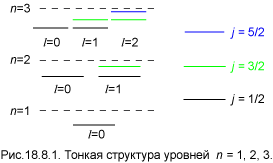 n=3
j = 5/2
l=0 l=1 l=2
n=2
j = 3/2
l=0 l=1
j = 1/2
n=1
l=0
Рис.18.8.1. Тонкая структура уровней n = 1, 2, 3.